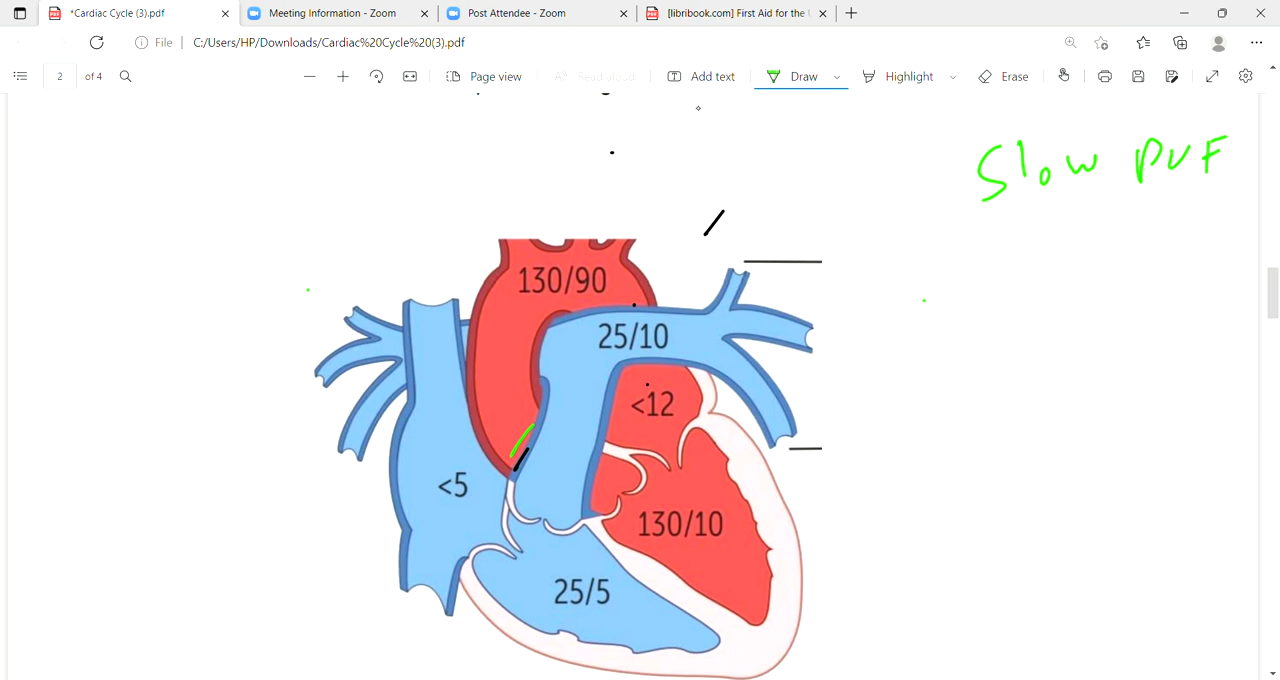 *Cardiac Cycle (3).pdf
Meeting Information - Zoom
Post Attendee - Zoom
[libribook.com] First Aid for the
File
C:/Users/HP/Downloads/Cardiac%20Cycle%20(3).pdf
2 of 4
Page view
Read aloud
Add text
Draw
Highlight
Erase
Slow PVF
130/90
25/10
<12
<5
130/10
25/5